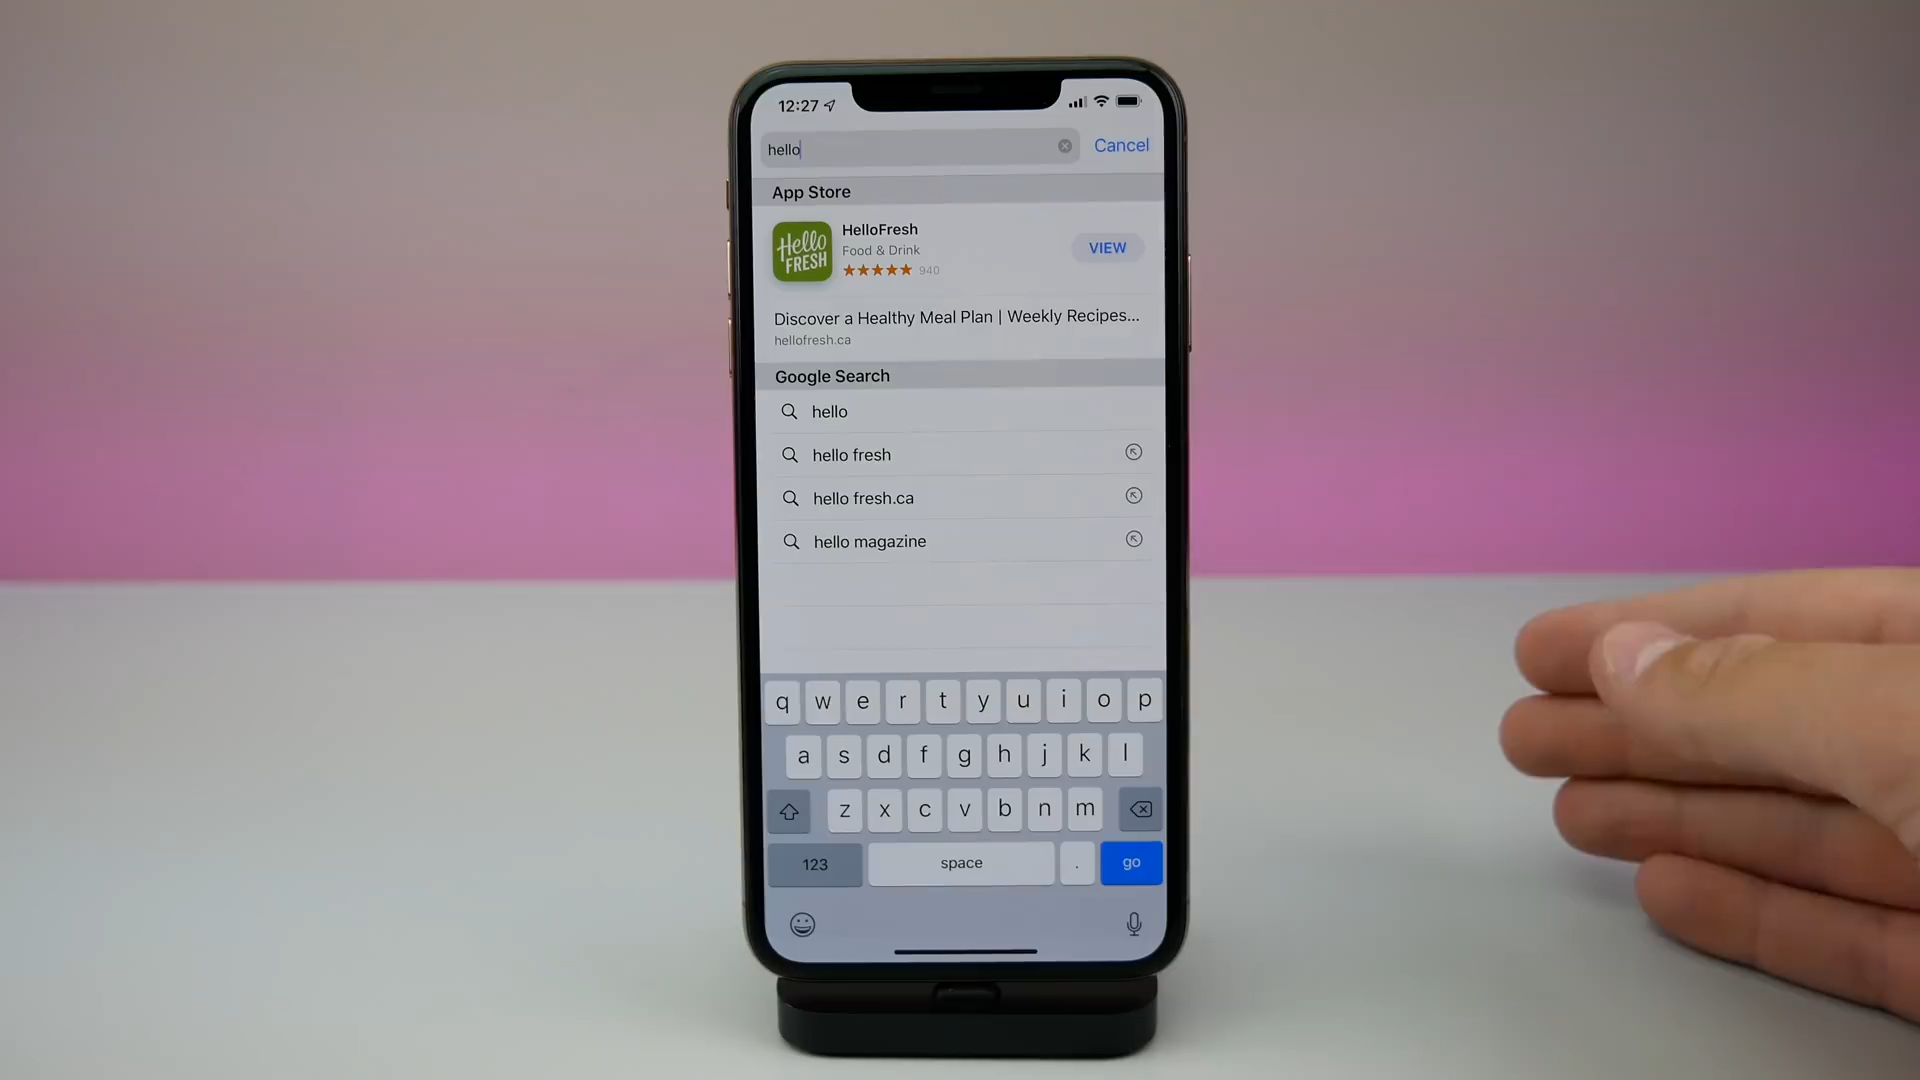 12:27
hello
Cancel
App Store
Hello FRESH
HelloFresh
Food & Drink
940
VIEW
Discover a Healthy Meal Plan | Weekly Recipes...
hellofresh.ca
Google Search
hello
hello fresh
hello fresh.ca
hello magazine
q w e r t y u i o p
a s d f g h j k l
z x c v b n m
123 space . go